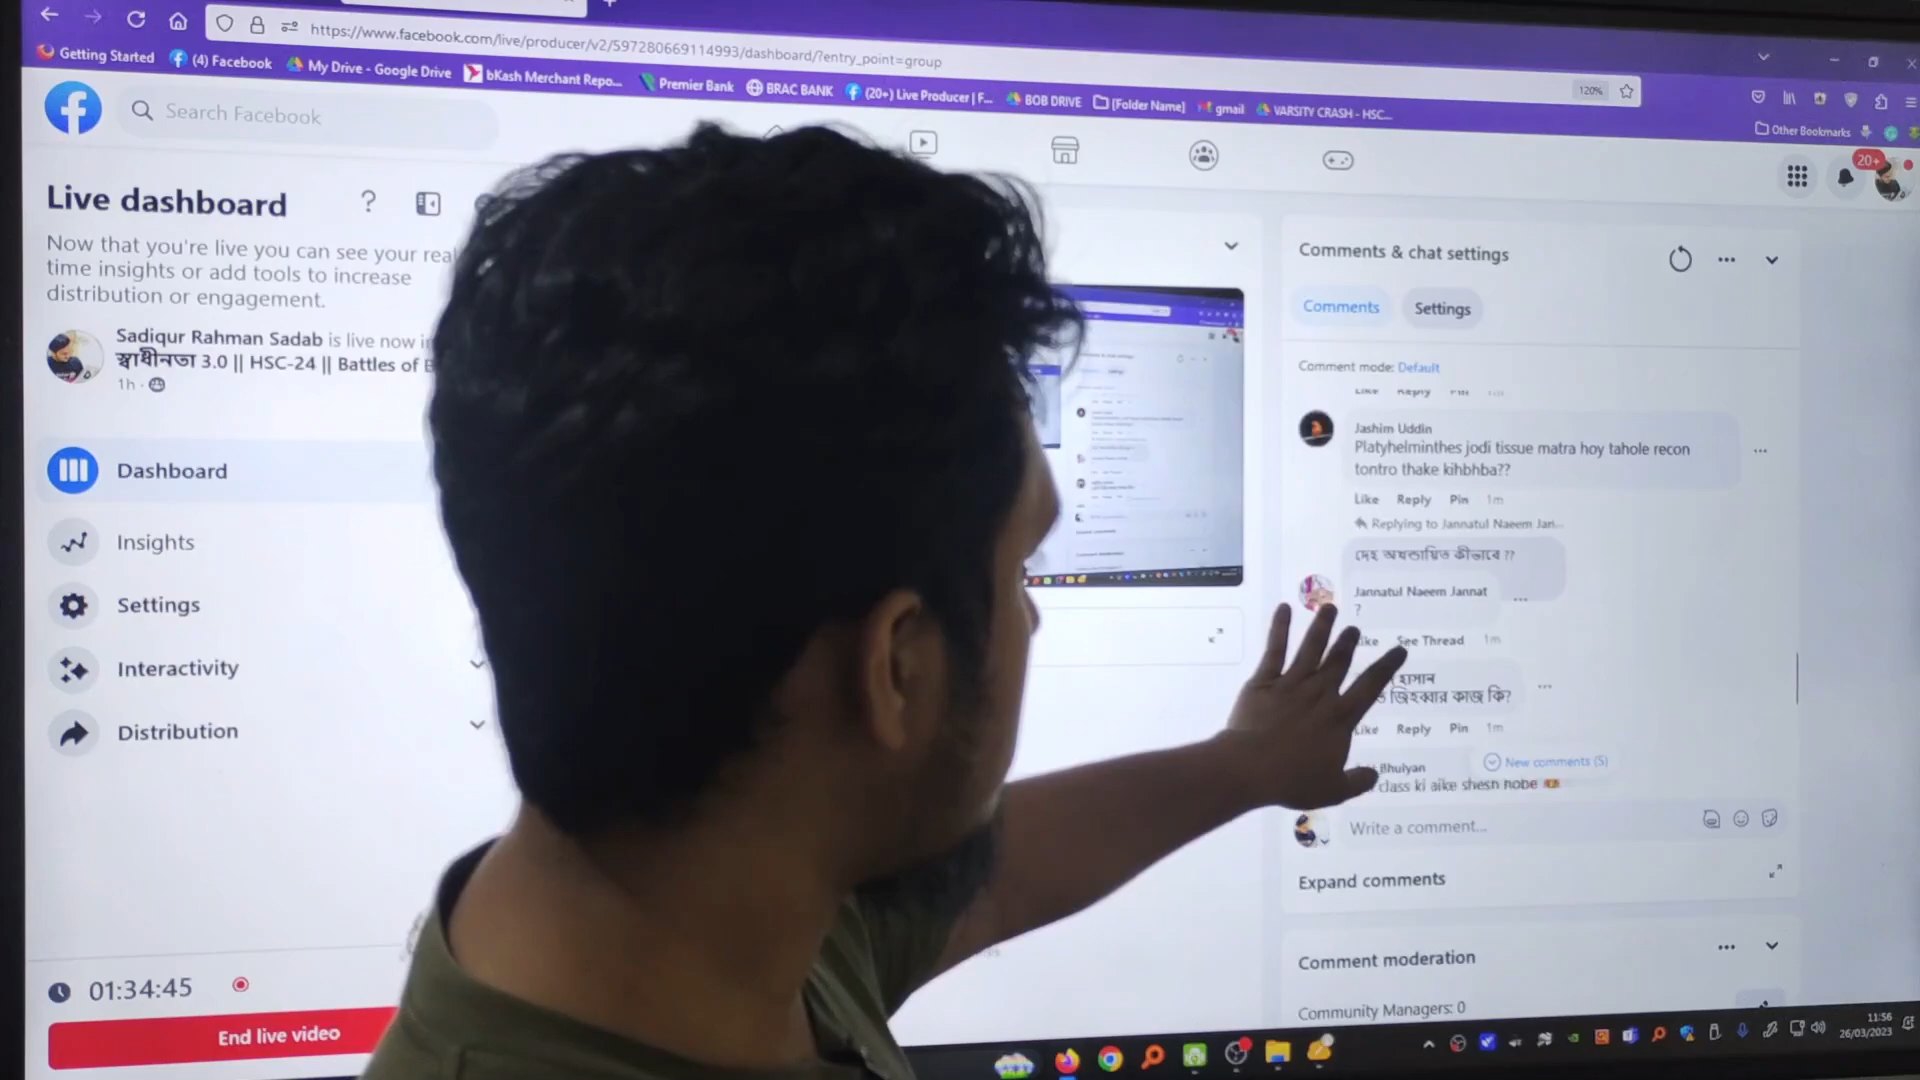 https://www.facebook.com/live/producer/v2/597280669114993/dashboard/?entry_point=group
120%
Getting Started
(4) Facebook
My Drive - Google Drive
bKash Merchant Repo...
Premier Bank
BRAC BANK
(20+) Live Producer | F...
BOB DRIVE
[Folder Name]
gmail
VARSITY CRASH - HSC...
Other Bookmarks
Search Facebook
20+
Live dashboard
?
Now that you're live you can see your real
time insights or add tools to increase
distribution or engagement.
Sadiqur Rahman Sadab is live now in
স্বাধীনতা 3.0 || HSC-24 || Battles of B
1h
Dashboard
Insights
Settings
Interactivity
Distribution
01:34:45
End live video
Comments & chat settings
Comments
Settings
Comment mode: Default
Like Reply Pin
Jashim Uddin
Platyhelminthes jodi tissue matra hoy tahole recon
tontro thake kihbhba??
Like Reply Pin 1m
Replying to Jannatul Naeem Jan...
দেহ অখন্ডায়িত কীভাবে ??
Jannatul Naeem Jannat
?
See Thread 1m
হাসান
জিহবার কাজ কি?
Like Reply Pin 1m
New comments (5)
Bhuiyan
class ki aike shesh hobe
Write a comment...
Expand comments
Comment moderation
Community Managers: 0
11:56
26/03/2023